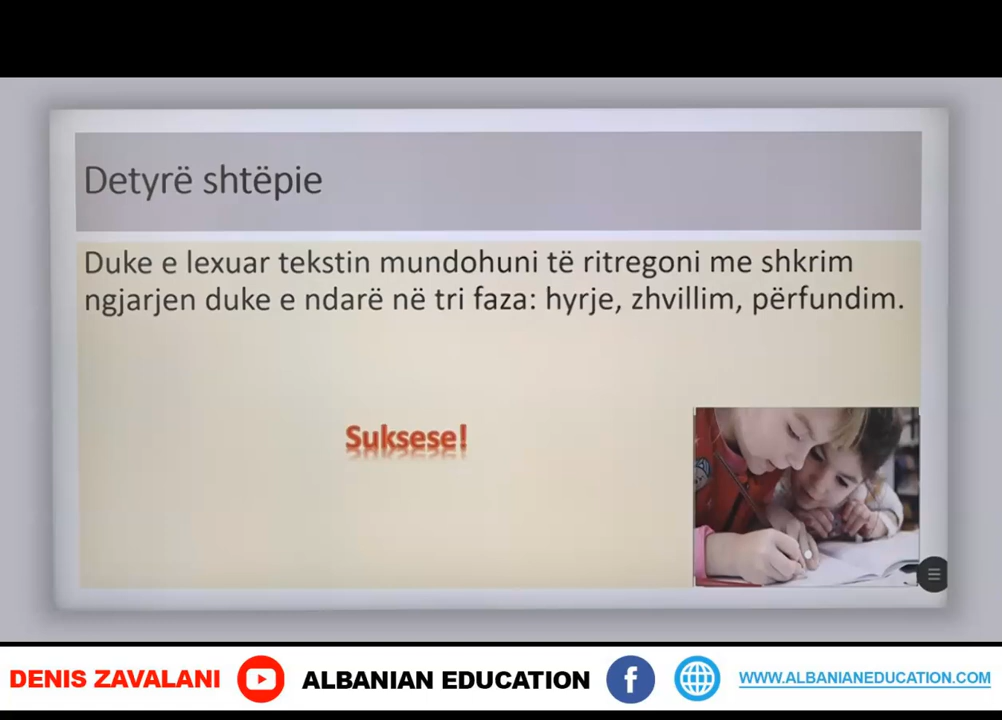 Detyrë shtëpie
Duke e lexuar tekstin mundohuni të ritregoni me shkrim
ngjarjen duke e ndarë në tri faza: hyrje, zhvillim, përfundim.
Suksese!
DENIS ZAVALANI ALBANIAN EDUCATION f WWW.ALBANIANEDUCATION.COM